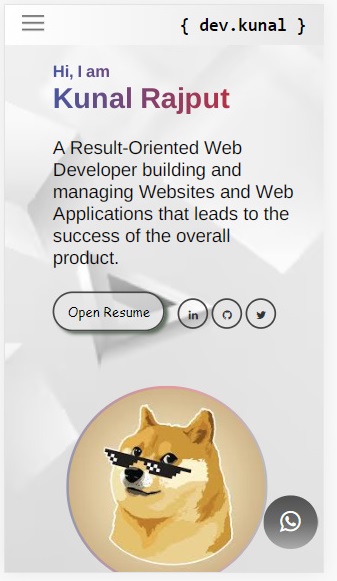 { dev.kunal }
Hi, I am
Kunal Rajput
A Result-Oriented Web
Developer building and
managing Websites and Web
Applications that leads to the
success of the overall
product.
Open Resume
in